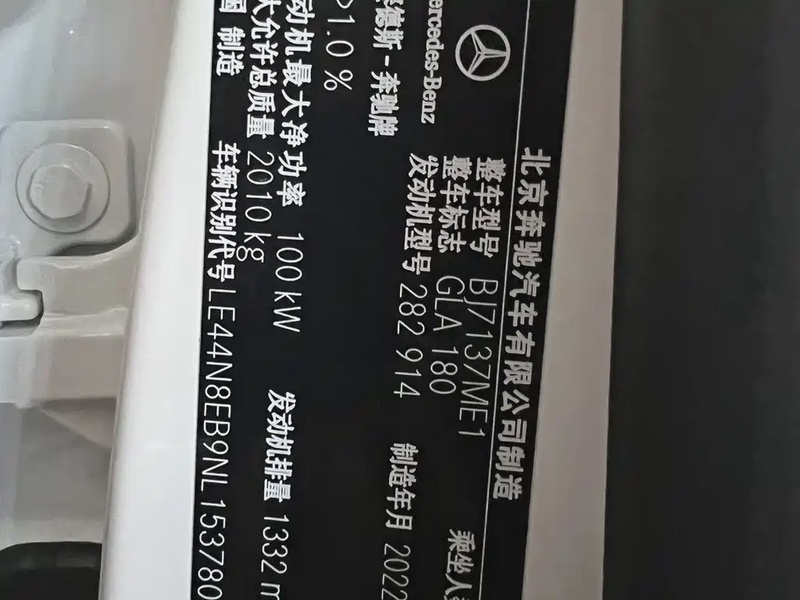 北京奔驰汽车有限公司制造
Mercedes-Benz
德斯-奔驰牌
整车型号 BJ7137ME1
乘坐人
整车标志 GLA 180
发动机型号 282 914
制造年月 2022
>1.0 %
动机最大净功率 100 kW
发动机排量 1332 m
大允许总质量 2010 kg
国 制造
车辆识别代号 LE44N8EB9NL153780